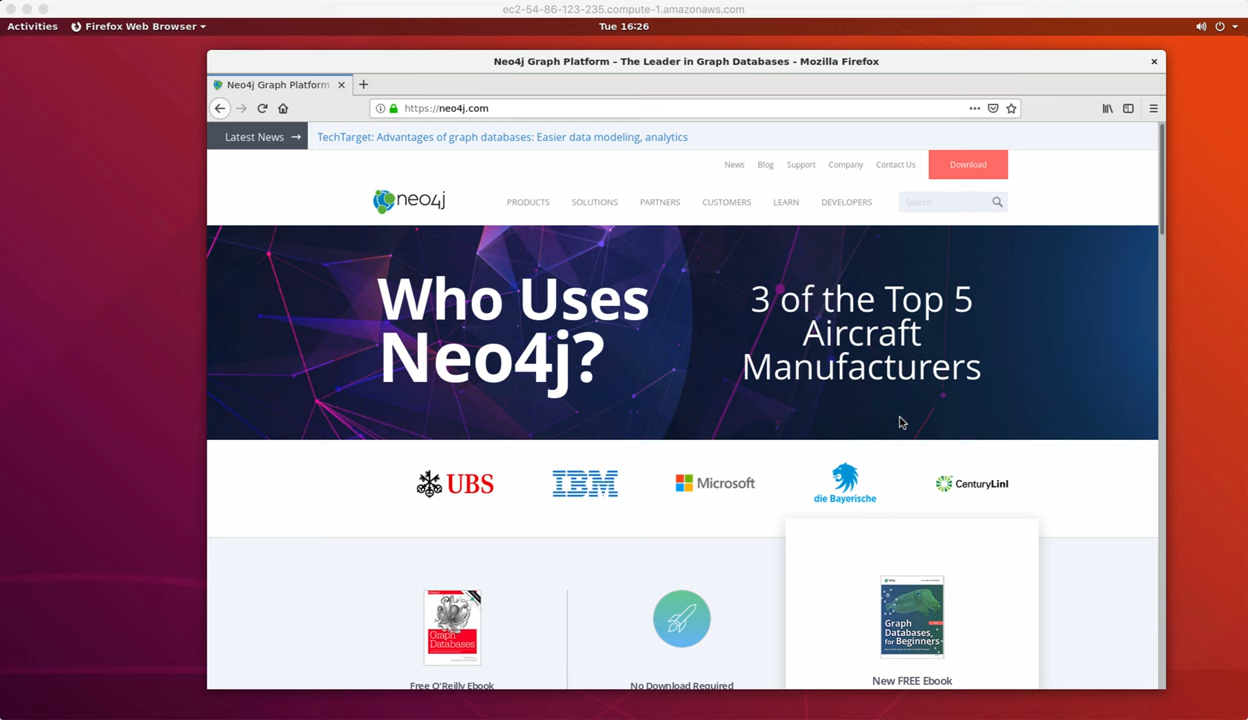 ec2-54-86-123-235.compute-1.amazonaws.com
Activities Firefox Web Browser Tue 16:26
Neo4j Graph Platform – The Leader in Graph Databases - Mozilla Firefox
Neo4j Graph Platform
https://neo4j.com
Latest News → TechTarget: Advantages of graph databases: Easier data modeling, analytics
News Blog Support Company Contact Us Download
neo4j PRODUCTS SOLUTIONS PARTNERS CUSTOMERS LEARN DEVELOPERS Search
Who Uses
Neo4j?
3 of the Top 5
Aircraft
Manufacturers
UBS IBM Microsoft die Bayerische CenturyLinl
Graph
Databases
Graph
Databases
for Beginners
Free O'Reilly Ebook No Download Required New FREE Ebook